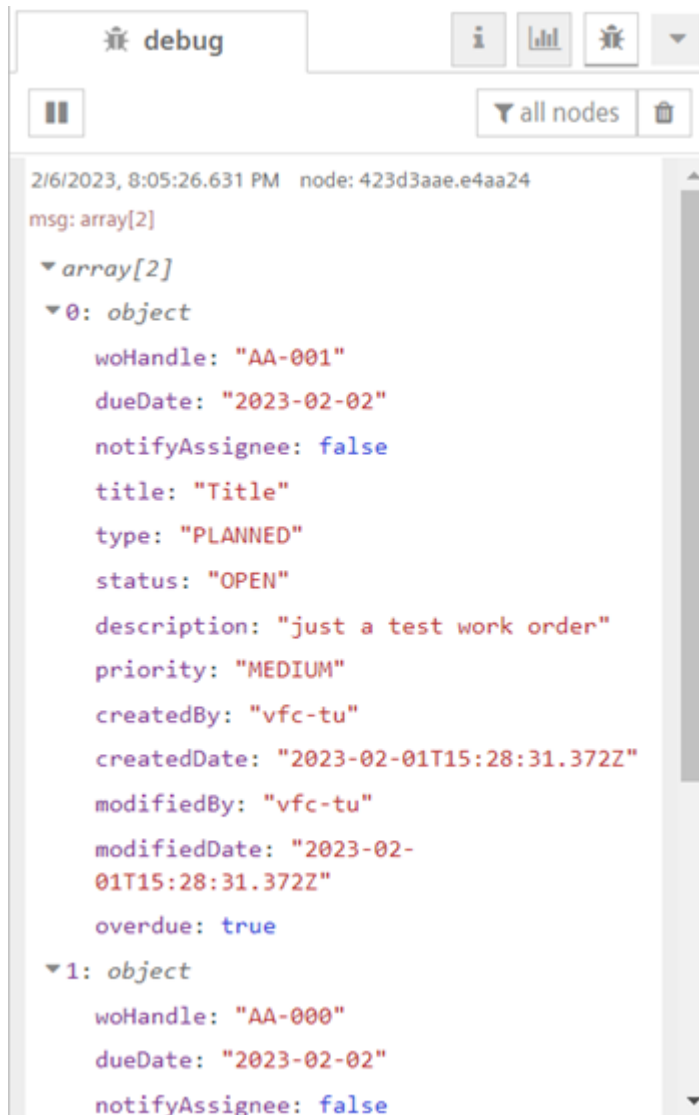 debug
i
all nodes
2/6/2023, 8:05:26.631 PM node: 423d3aae.e4aa24
msg: array[2]
array[2]
0: object
woHandle: "AA-001"
dueDate: "2023-02-02"
notifyAssignee: false
title: "Title"
type: "PLANNED"
status: "OPEN"
description: "just a test work order"
priority: "MEDIUM"
createdBy: "vfc-tu"
createdDate: "2023-02-01T15:28:31.372Z"
modifiedBy: "vfc-tu"
modifiedDate: "2023-02-
01T15:28:31.372Z"
overdue: true
1: object
woHandle: "AA-000"
dueDate: "2023-02-02"
notifyAssignee: false